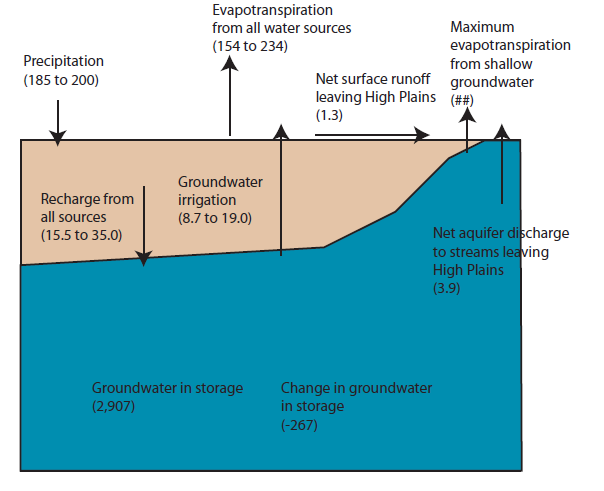 Evapotranspiration
from all water sources
(154 to 234)
Maximum
evapotranspiration
from shallow
groundwater
(##)
Precipitation
(185 to 200)
Net surface runoff
leaving High Plains
(1.3)
Groundwater
irrigation
(8.7 to 19.0)
Recharge from
all sources
(15.5 to 35.0)
Net aquifer discharge
to streams leaving
High Plains
(3.9)
Groundwater in storage
(2,907)
Change in groundwater
in storage
(-267)